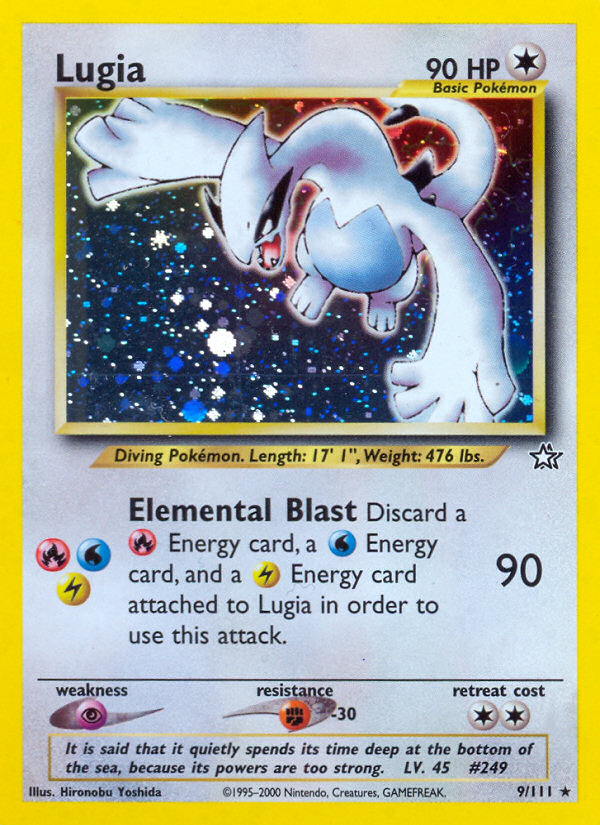 Lugia
90 HP
Basic Pokémon
Diving Pokémon. Length: 17' 1", Weight: 476 lbs.
Elemental Blast Discard a
Energy card, a Energy
card, and a Energy card
attached to Lugia in order to
use this attack.
90
weakness resistance retreat cost
-30
It is said that it quietly spends its time deep at the bottom of
the sea, because its powers are too strong. LV. 45 #249
Illus. Hironobu Yoshida ©1995–2000 Nintendo, Creatures, GAMEFREAK. 9/111 ★